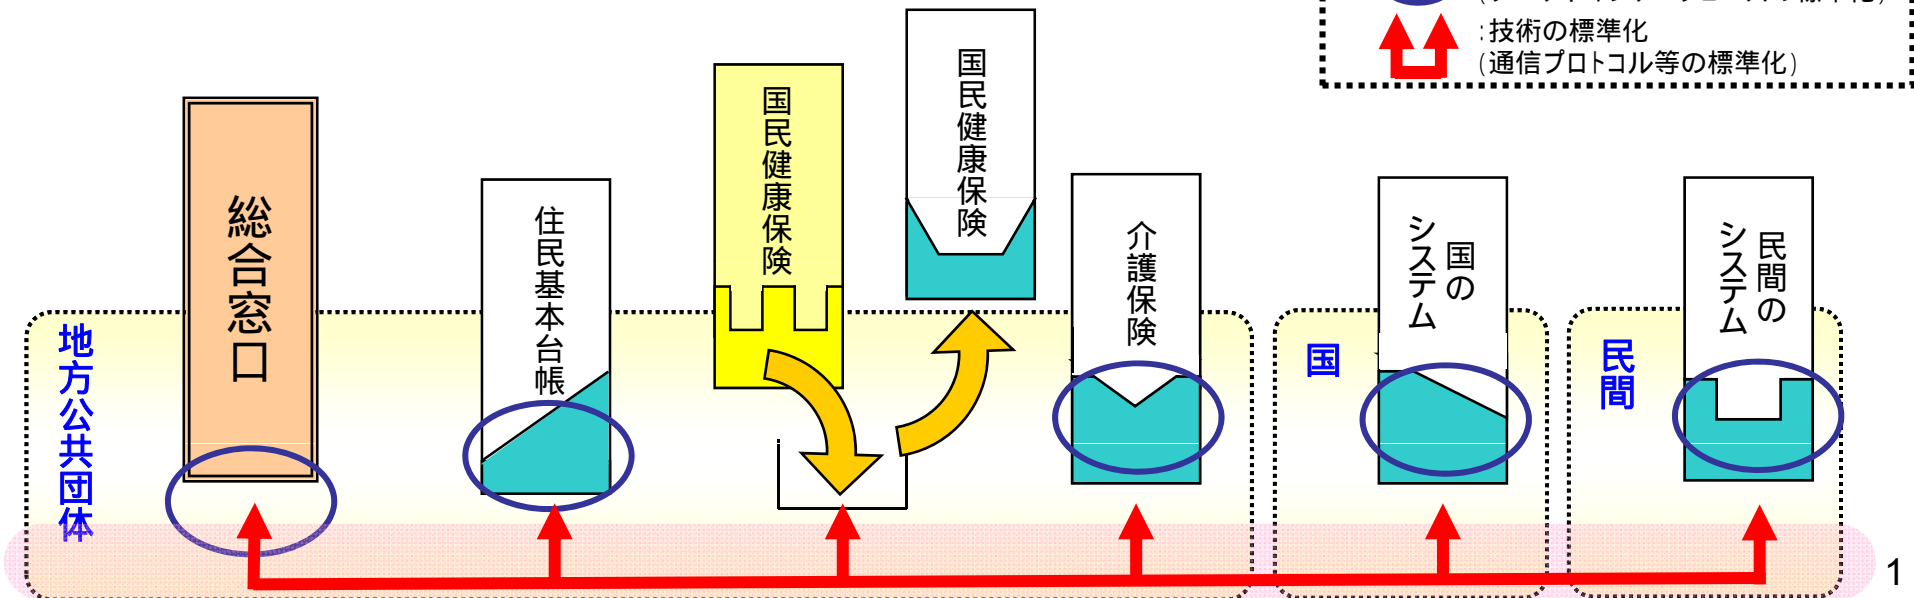 :技術の標準化
(通信プロトコル等の標準化)
総合窓口
住民基本台帳
国民健康保険
国民健康保険
介護保険
国の
システム
民間の
システム
地方公共団体
国
民間
1